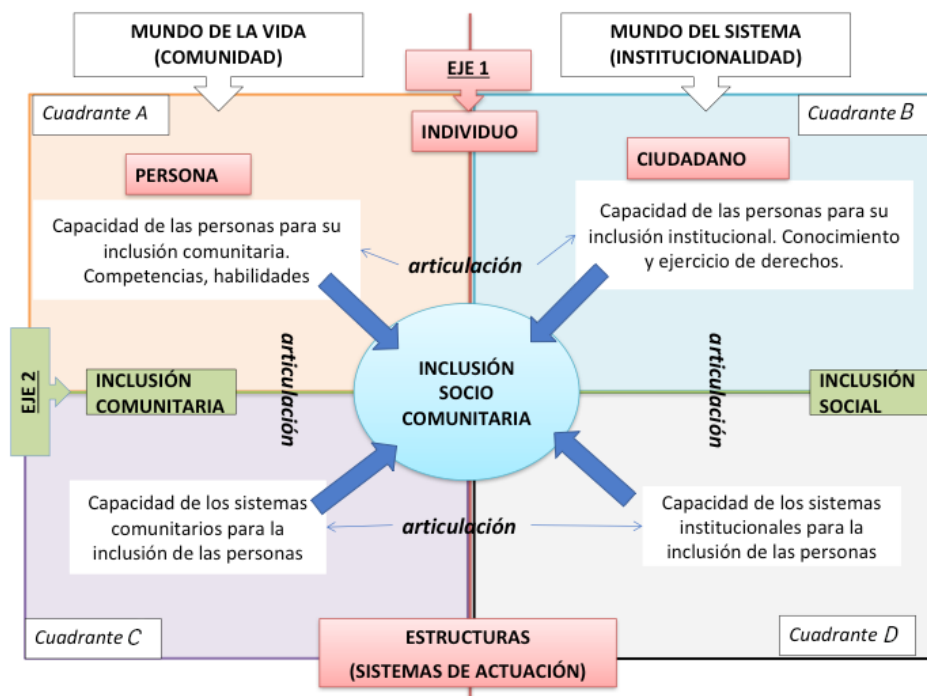 MUNDO DE LA VIDA
(COMUNIDAD)
MUNDO DEL SISTEMA
(INSTITUCIONALIDAD)
EJE 1
Cuadrante A
Cuadrante B
INDIVIDUO
PERSONA
CIUDADANO
Capacidad de las personas para su
inclusión comunitaria.
Competencias, habilidades
Capacidad de las personas para su
inclusión institucional. Conocimiento
y ejercicio de derechos.
articulación
EJE 2
INCLUSIÓN
COMUNITARIA
articulación
INCLUSIÓN
SOCIO
COMUNITARIA
articulación
INCLUSIÓN
SOCIAL
Capacidad de los sistemas
comunitarios para la
inclusión de las personas
articulación
Capacidad de los sistemas
institucionales para la
inclusión de las personas
Cuadrante C
Cuadrante D
ESTRUCTURAS
(SISTEMAS DE ACTUACIÓN)